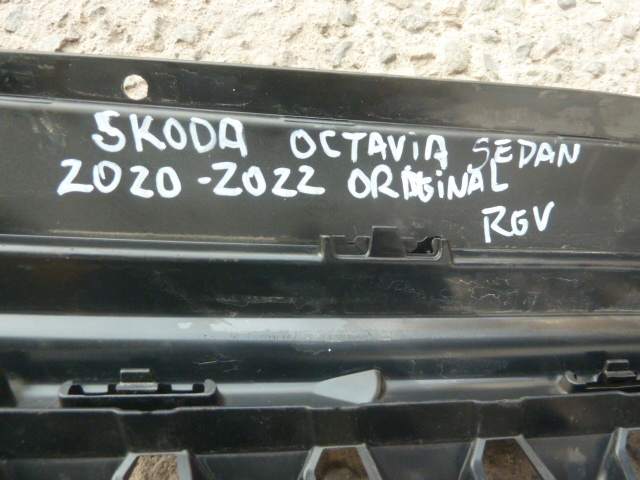 SKODA OCTAVIA SEDAN
2020-2022 ORIGINAL
RGV